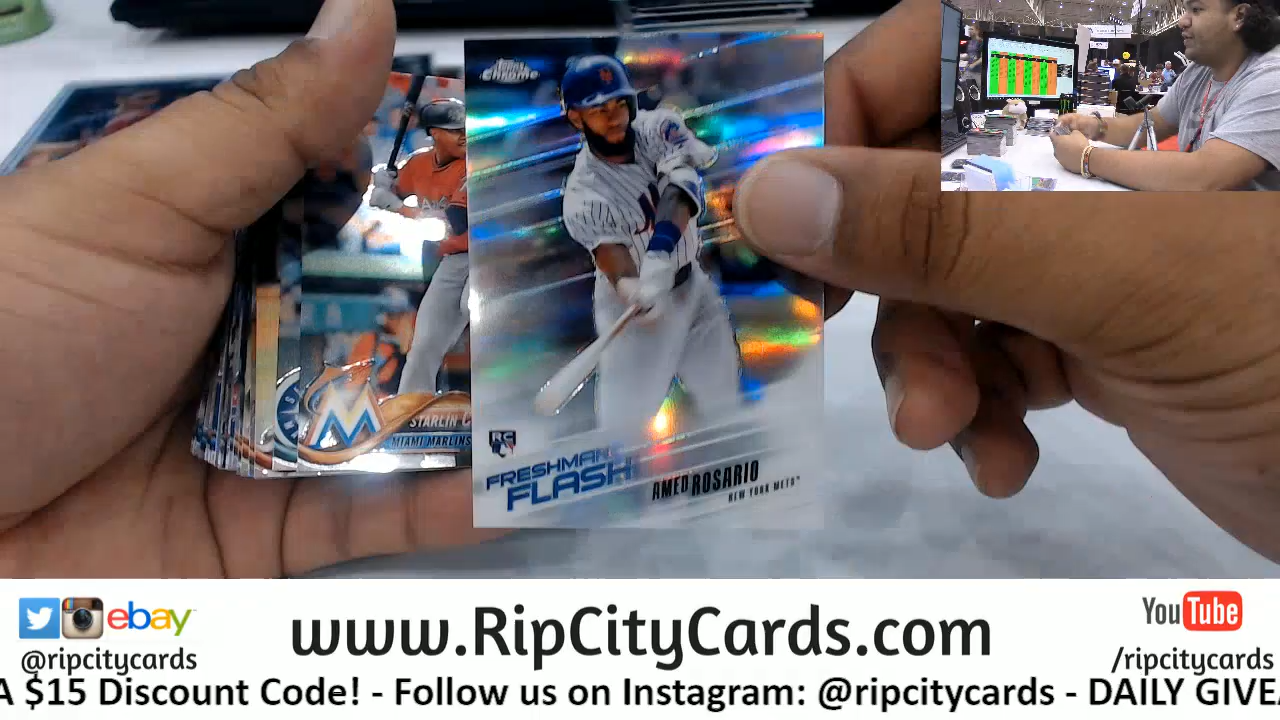 Topps
CHROME
STARLIN C
MIAMI MARLINS
RC
FRESHMAN
FLASH
AMED ROSARIO
NEW YORK METS
ebay
@ripcitycards
www.RipCityCards.com
YouTube
/ripcitycards
A $15 Discount Code! - Follow us on Instagram: @ripcitycards - DAILY GIVEA